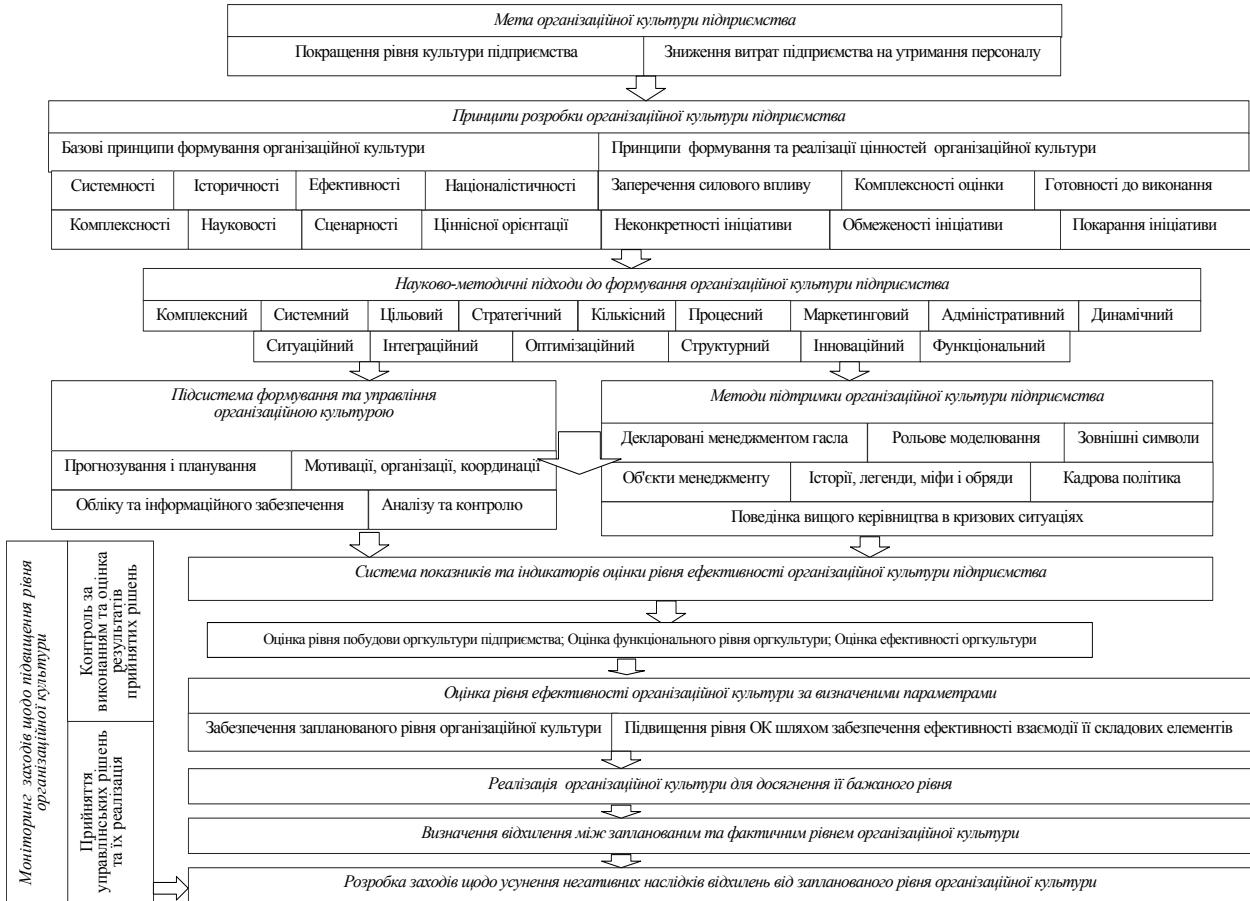 Мета організаційної культури підприємства
Покращення рівня культури підприємства
Зниження витрат підприємства на утримання персоналу
Принципи розробки організаційної культури підприємства
Базові принципи формування організаційної культури
Принципи формування та реалізації цінностей організаційної культури
Системності
Історичності
Ефективності
Націоналістичності
Заперечення силового впливу
Комплексності оцінки
Готовності до виконання
Комплексності
Науковості
Сценарності
Ціннісної орієнтації
Неконкретності ініціативи
Обмеженості ініціативи
Покарання ініціативи
Науково-методичні підходи до формування організаційної культури підприємства
Комплексний
Системний
Цільовий
Стратегічний
Кількісний
Процесний
Маркетинговий
Адміністративний
Динамічний
Ситуаційний
Інтеграційний
Оптимізаційний
Структурний
Інноваційний
Функціональний
Підсистема формування та управління
організаційною культурою
Прогнозування і планування
Мотивації, організації, координації
Обліку та інформаційного забезпечення
Аналізу та контролю
Методи підтримки організаційної культури підприємства
Декларовані менеджментом гасла
Рольове моделювання
Зовнішні символи
Об'єкти менеджменту
Історії, легенди, міфи і обряди
Кадрова політика
Поведінка вищого керівництва в кризових ситуаціях
Моніторинг заходів щодо підвищення рівня
організаційної культури
Контроль за
виконанням та оцінка
результатів
прийнятих рішень
Прийняття
управлінських рішень
та їх реалізація
Система показників та індикаторів оцінки рівня ефективності організаційної культури підприємства
Оцінка рівня побудови оргкультури підприємства; Оцінка функціонального рівня оргкультури; Оцінка ефективності оргкультури
Оцінка рівня ефективності організаційної культури за визначеними параметрами
Забезпечення запланованого рівня організаційної культури
Підвищення рівня ОК шляхом забезпечення ефективності взаємодії її складових елементів
Реалізація організаційної культури для досягнення її бажаного рівня
Визначення відхилення між запланованим та фактичним рівнем організаційної культури
Розробка заходів щодо усунення негативних наслідків відхилень від запланованого рівня організаційної культури